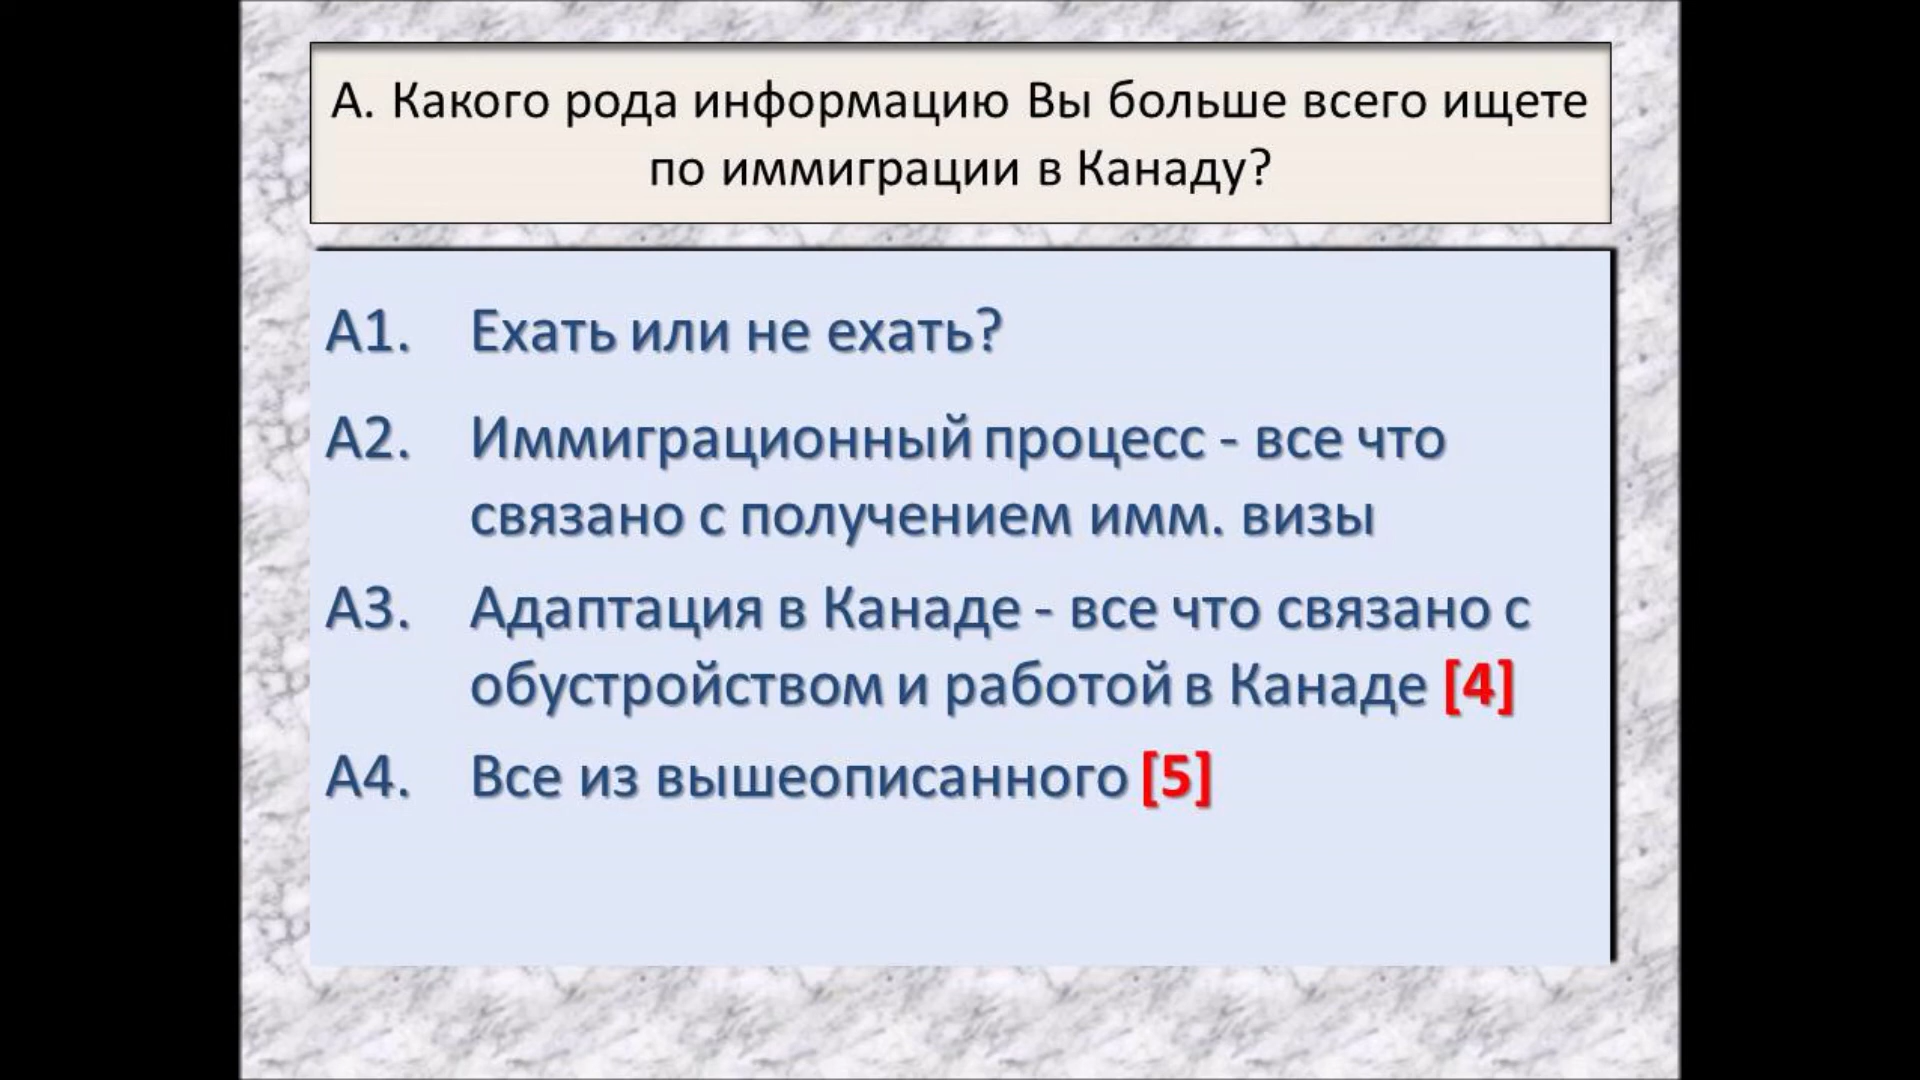 А. Какого рода информацию Вы больше всего ищете
по иммиграции в Канаду?
А1. Ехать или не ехать?
А2. Иммиграционный процесс - все что
связано с получением имм. визы
А3. Адаптация в Канаде - все что связано с
обустройством и работой в Канаде [4]
А4. Все из вышеописанного [5]